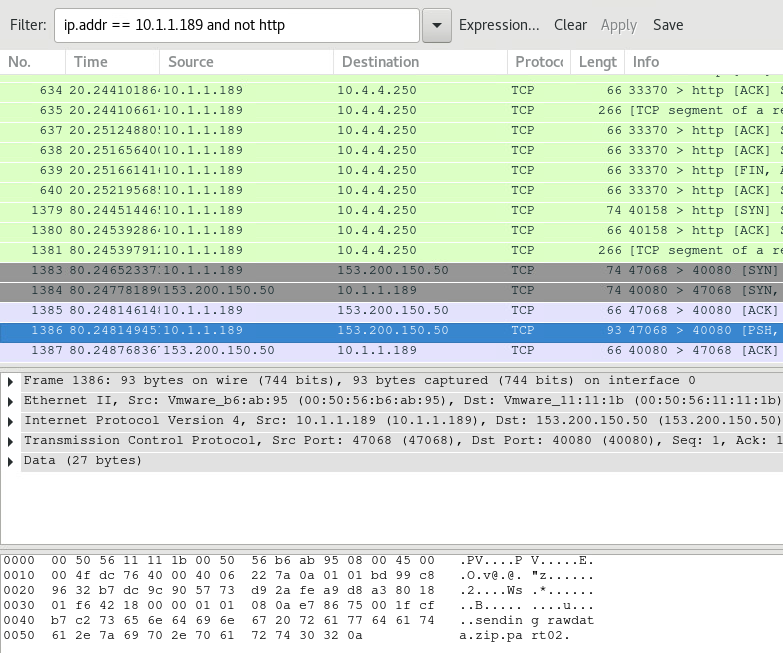 Filter: ip.addr == 10.1.1.189 and not http Expression... Clear Apply Save
No. Time Source Destination Protoc Lengt Info
634 20.24410186 10.1.1.189 10.4.4.250 TCP 66 33370 > http [ACK] S
635 20.24410661 10.1.1.189 10.4.4.250 TCP 266 [TCP segment of a re
637 20.25124880 10.1.1.189 10.4.4.250 TCP 66 33370 > http [ACK] S
638 20.25165640 10.1.1.189 10.4.4.250 TCP 66 33370 > http [ACK] S
639 20.25166141 10.1.1.189 10.4.4.250 TCP 66 33370 > http [FIN, A
640 20.25219568 10.1.1.189 10.4.4.250 TCP 66 33370 > http [ACK] S
1379 80.24451446 10.1.1.189 10.4.4.250 TCP 74 40158 > http [SYN] S
1380 80.24539286 10.1.1.189 10.4.4.250 TCP 66 40158 > http [ACK] S
1381 80.24539791 10.1.1.189 10.4.4.250 TCP 266 [TCP segment of a re
1383 80.24652337 10.1.1.189 153.200.150.50 TCP 74 47068 > 40080 [SYN]
1384 80.24778189 153.200.150.50 10.1.1.189 TCP 74 40080 > 47068 [SYN,
1385 80.24814614 10.1.1.189 153.200.150.50 TCP 66 47068 > 40080 [ACK]
1386 80.24814945 10.1.1.189 153.200.150.50 TCP 93 47068 > 40080 [PSH,
1387 80.24876836 153.200.150.50 10.1.1.189 TCP 66 40080 > 47068 [ACK]
Frame 1386: 93 bytes on wire (744 bits), 93 bytes captured (744 bits) on interface 0
Ethernet II, Src: Vmware_b6:ab:95 (00:50:56:b6:ab:95), Dst: Vmware_11:11:1b (00:50:56:11:11:1b)
Internet Protocol Version 4, Src: 10.1.1.189 (10.1.1.189), Dst: 153.200.150.50 (153.200.150.50)
Transmission Control Protocol, Src Port: 47068 (47068), Dst Port: 40080 (40080), Seq: 1, Ack: 1
Data (27 bytes)
0000 00 50 56 11 11 1b 00 50 56 b6 ab 95 08 00 45 00 .PV....P V.....E.
0010 00 4f dc 76 40 00 40 06 22 7a 0a 01 01 bd 99 c8 .O.v@.@. "z......
0020 96 32 b7 dc 9c 90 57 73 d9 2a fe a9 d8 a3 80 18 .2....Ws .*......
0030 01 f6 42 18 00 00 01 01 08 0a e7 86 75 00 1f cf ..B..... ....u...
0040 b7 c2 73 65 6e 64 69 6e 67 20 72 61 77 64 61 74 ..sendin g rawdat
0050 61 2e 7a 69 70 2e 70 61 72 74 30 32 0a a.zip.pa rt02.